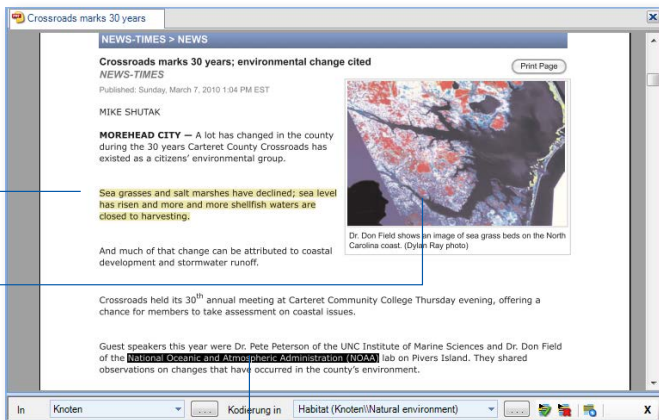 Crossroads marks 30 years
NEWS-TIMES > NEWS
Crossroads marks 30 years; environmental change cited
NEWS-TIMES
Print Page
Published: Sunday, March 7, 2010 1:04 PM EST
MIKE SHUTAK
MOREHEAD CITY — A lot has changed in the county
during the 30 years Carteret County Crossroads has
existed as a citizens' environmental group.
Sea grasses and salt marshes have declined; sea level
has risen and more and more shellfish waters are
closed to harvesting.
Dr. Don Field shows an image of sea grass beds on the North
Carolina coast. (Dylan Ray photo)
And much of that change can be attributed to coastal
development and stormwater runoff.
Crossroads held its 30th annual meeting at Carteret Community College Thursday evening, offering a
chance for members to take assessment on coastal issues.
Guest speakers this year were Dr. Pete Peterson of the UNC Institute of Marine Sciences and Dr. Don Field
of the National Oceanic and Atmospheric Administration (NOAA) lab on Pivers Island. They shared
observations on changes that have occurred in the county's environment.
In Knoten ... Kodierung in Habitat (Knoten\\Natural environment) ... X